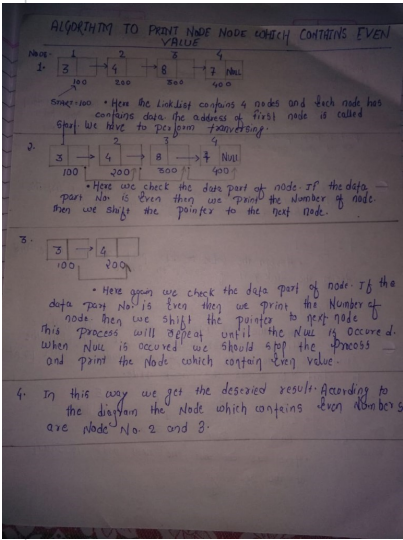 ALGORITHM TO PRINT NODE NODE WHICH CONTAINS EVEN
VALUE
Node- 1 2 3 4
1. 3 4 8 7 NULL
100 200 300 400
Start=100 • Here the Linklist contains 4 nodes and Each node has
contains data. The address of first node is called
Start. We have to perform transversing.
2. 3 4 8 7 NULL
100 200 300 400
• Here we check the data part of node. If the data
part No. is Even then we print the Number of node.
Then we shift the pointer to the next node.
3. 3 4
100 200
• Here again we check the data part of node. If the
data part No. is Even then we print the Number of
node. Then we shift the pointer to next node
This process will repeat until the NULL is Occured.
When NULL is occured we should stop the Process
and print the Node which contain Even value.
4. In this way we get the desried result. According to
the diagram the Node which contains Even Numbers
are Node No. 2 and 3.